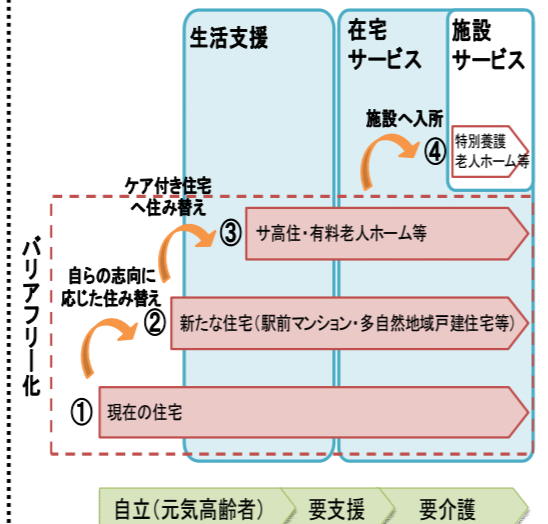 生活支援
在宅
サービス
施設
サービス
施設へ入所
④
特別養護
老人ホーム等
ケア付き住宅
へ住み替え
③
サ高住・有料老人ホーム等
自らの志向に
応じた住み替え
②
新たな住宅(駅前マンション・多自然地域戸建住宅等)
バリアフリー化
①
現在の住宅
自立(元気高齢者)
要支援
要介護